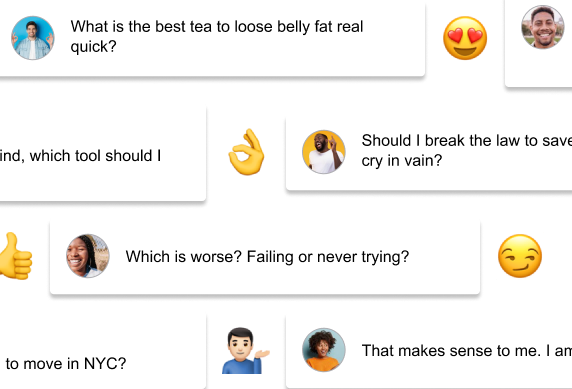 What is the best tea to loose belly fat real
quick?
ind, which tool should I
Should I break the law to save
cry in vain?
Which is worse? Failing or never trying?
to move in NYC?
That makes sense to me. I am